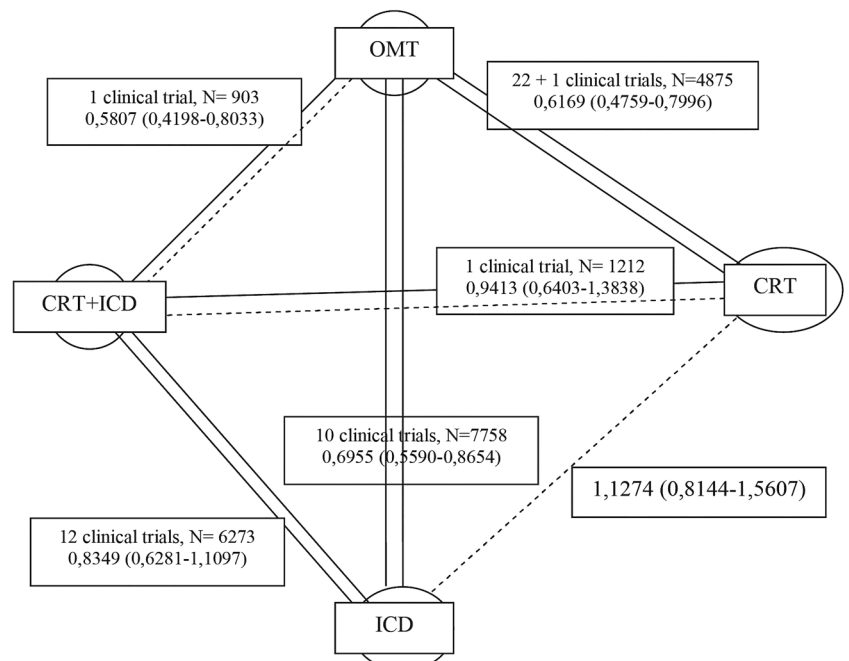 OMT
1 clinical trial, N= 903
0,5807 (0,4198-0,8033)
22 + 1 clinical trials, N=4875
0,6169 (0,4759-0,7996)
1 clinical trial, N= 1212
0,9413 (0,6403-1,3838)
CRT+ICD
CRT
10 clinical trials, N=7758
0,6955 (0,5590-0,8654)
1,1274 (0,8144-1,5607)
12 clinical trials, N= 6273
0,8349 (0,6281-1,1097)
ICD